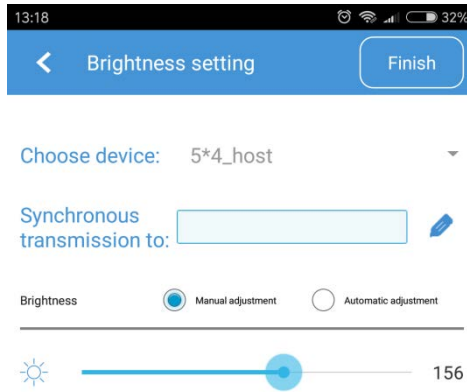 13:18 32%
Brightness setting Finish
Choose device: 5*4_host
Synchronous
transmission to:
Brightness Manual adjustment Automatic adjustment
156